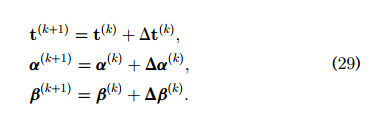 t^{(k+1)} = t^{(k)} + Δt^{(k)},
α^{(k+1)} = α^{(k)} + Δα^{(k)}, (29)
β^{(k+1)} = β^{(k)} + Δβ^{(k)}.